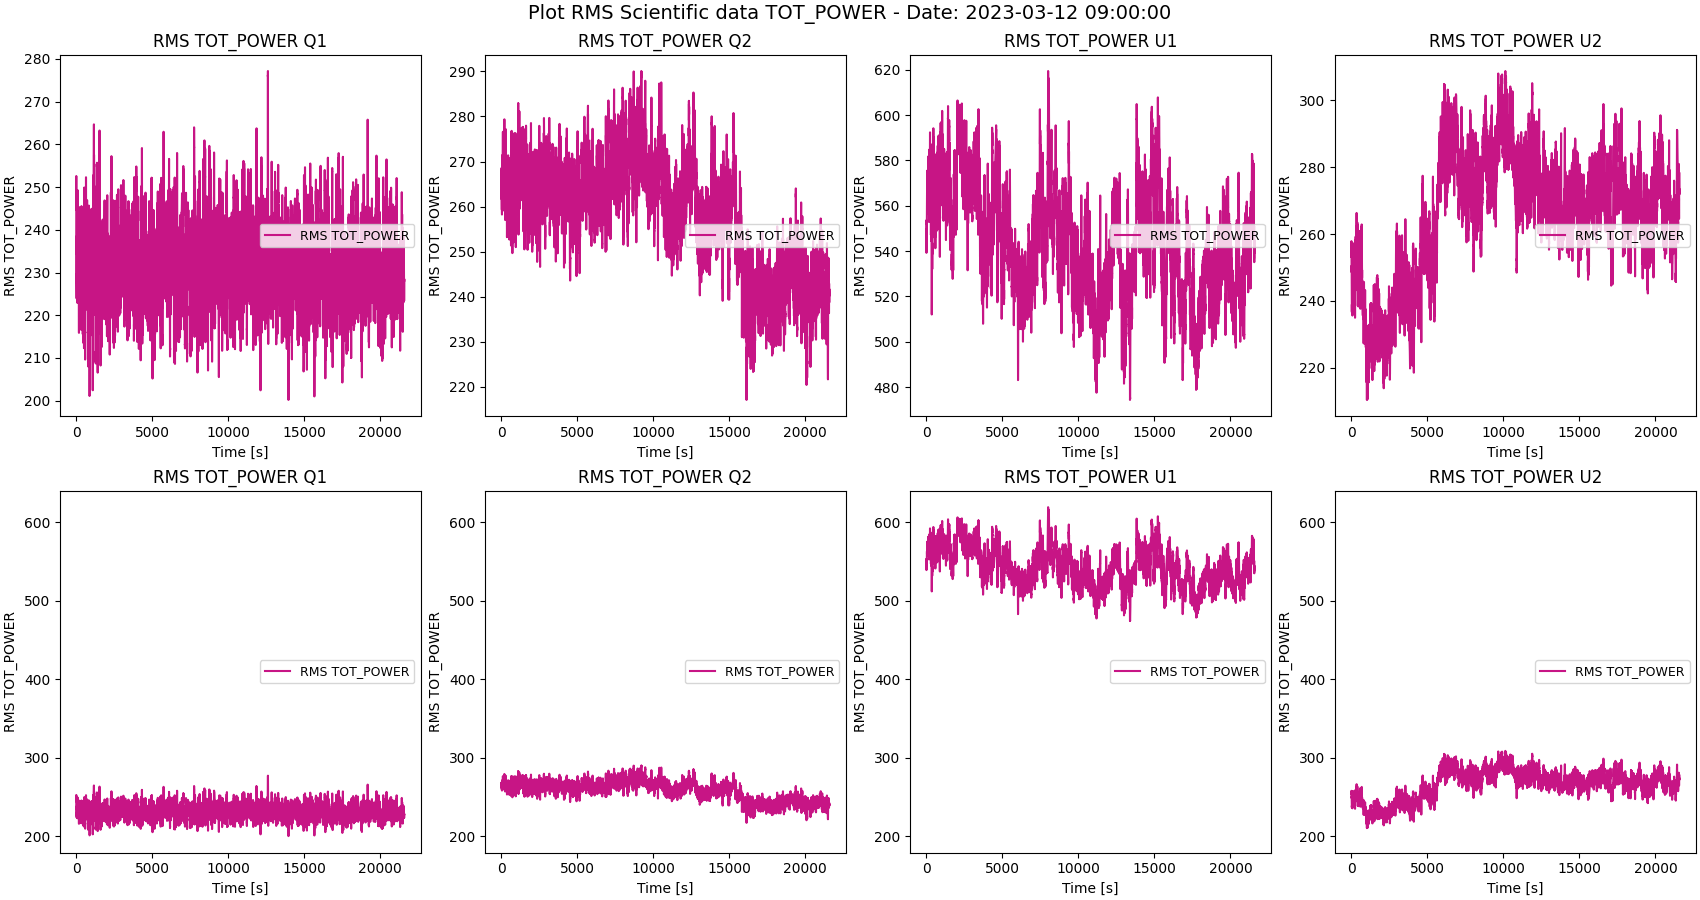 Plot RMS Scientific data TOT_POWER - Date: 2023-03-12 09:00:00
RMS TOT_POWER Q1
RMS TOT_POWER
280
270
260
250
240
230
220
210
200
RMS TOT_POWER
0 5000 10000 15000 20000
Time [s]
RMS TOT_POWER Q2
RMS TOT_POWER
290
280
270
260
250
240
230
220
RMS TOT_POWER
0 5000 10000 15000 20000
Time [s]
RMS TOT_POWER U1
RMS TOT_POWER
620
600
580
560
540
520
500
480
RMS TOT_POWER
0 5000 10000 15000 20000
Time [s]
RMS TOT_POWER U2
RMS TOT_POWER
300
280
260
240
220
RMS TOT_POWER
0 5000 10000 15000 20000
Time [s]
RMS TOT_POWER Q1
RMS TOT_POWER
600
500
400
300
200
RMS TOT_POWER
0 5000 10000 15000 20000
Time [s]
RMS TOT_POWER Q2
RMS TOT_POWER
600
500
400
300
200
RMS TOT_POWER
0 5000 10000 15000 20000
Time [s]
RMS TOT_POWER U1
RMS TOT_POWER
600
500
400
300
200
RMS TOT_POWER
0 5000 10000 15000 20000
Time [s]
RMS TOT_POWER U2
RMS TOT_POWER
600
500
400
300
200
RMS TOT_POWER
0 5000 10000 15000 20000
Time [s]